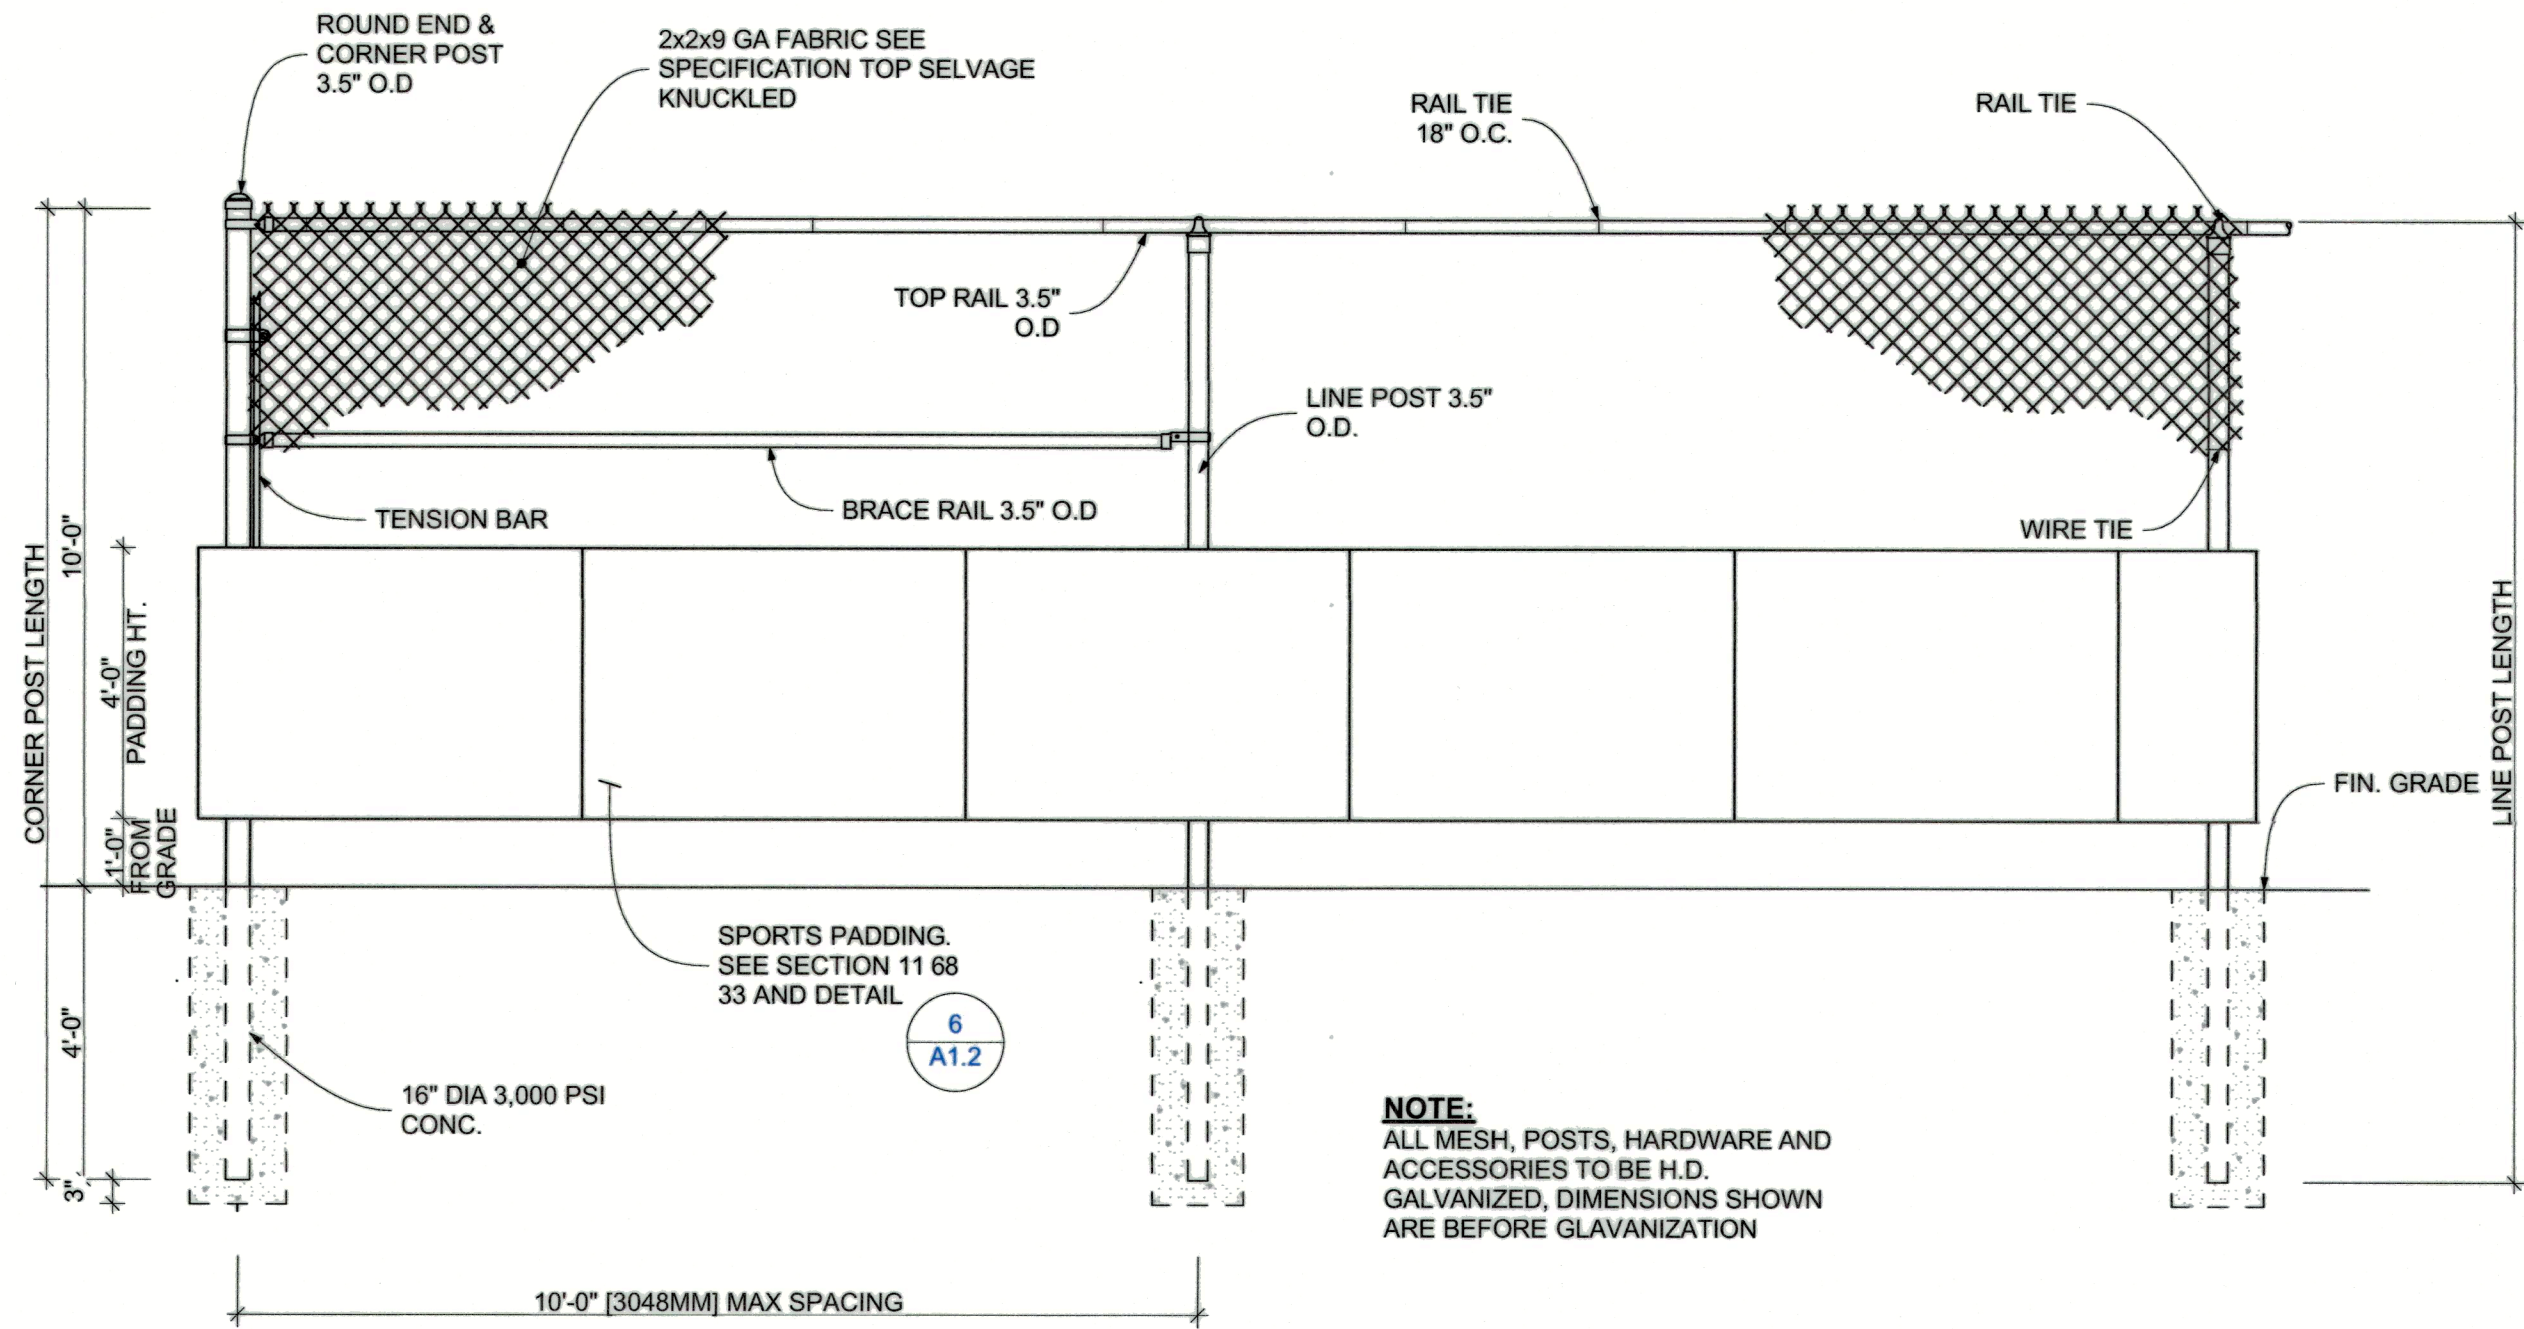 ROUND END &
CORNER POST
3.5" O.D
2x2x9 GA FABRIC SEE
SPECIFICATION TOP SELVAGE
KNUCKLED
RAIL TIE
18" O.C.
RAIL TIE
TOP RAIL 3.5"
O.D
LINE POST 3.5"
O.D.
TENSION BAR
BRACE RAIL 3.5" O.D
WIRE TIE
CORNER POST LENGTH
10'-0"
4'-0"
PADDING HT.
1'-0"
FROM
GRADE
LINE POST LENGTH
FIN. GRADE
SPORTS PADDING.
SEE SECTION 11 68
33 AND DETAIL
6
A1.2
4'-0"
16" DIA 3,000 PSI
CONC.
3"
NOTE:
ALL MESH, POSTS, HARDWARE AND
ACCESSORIES TO BE H.D.
GALVANIZED, DIMENSIONS SHOWN
ARE BEFORE GLAVANIZATION
10'-0" [3048MM] MAX SPACING